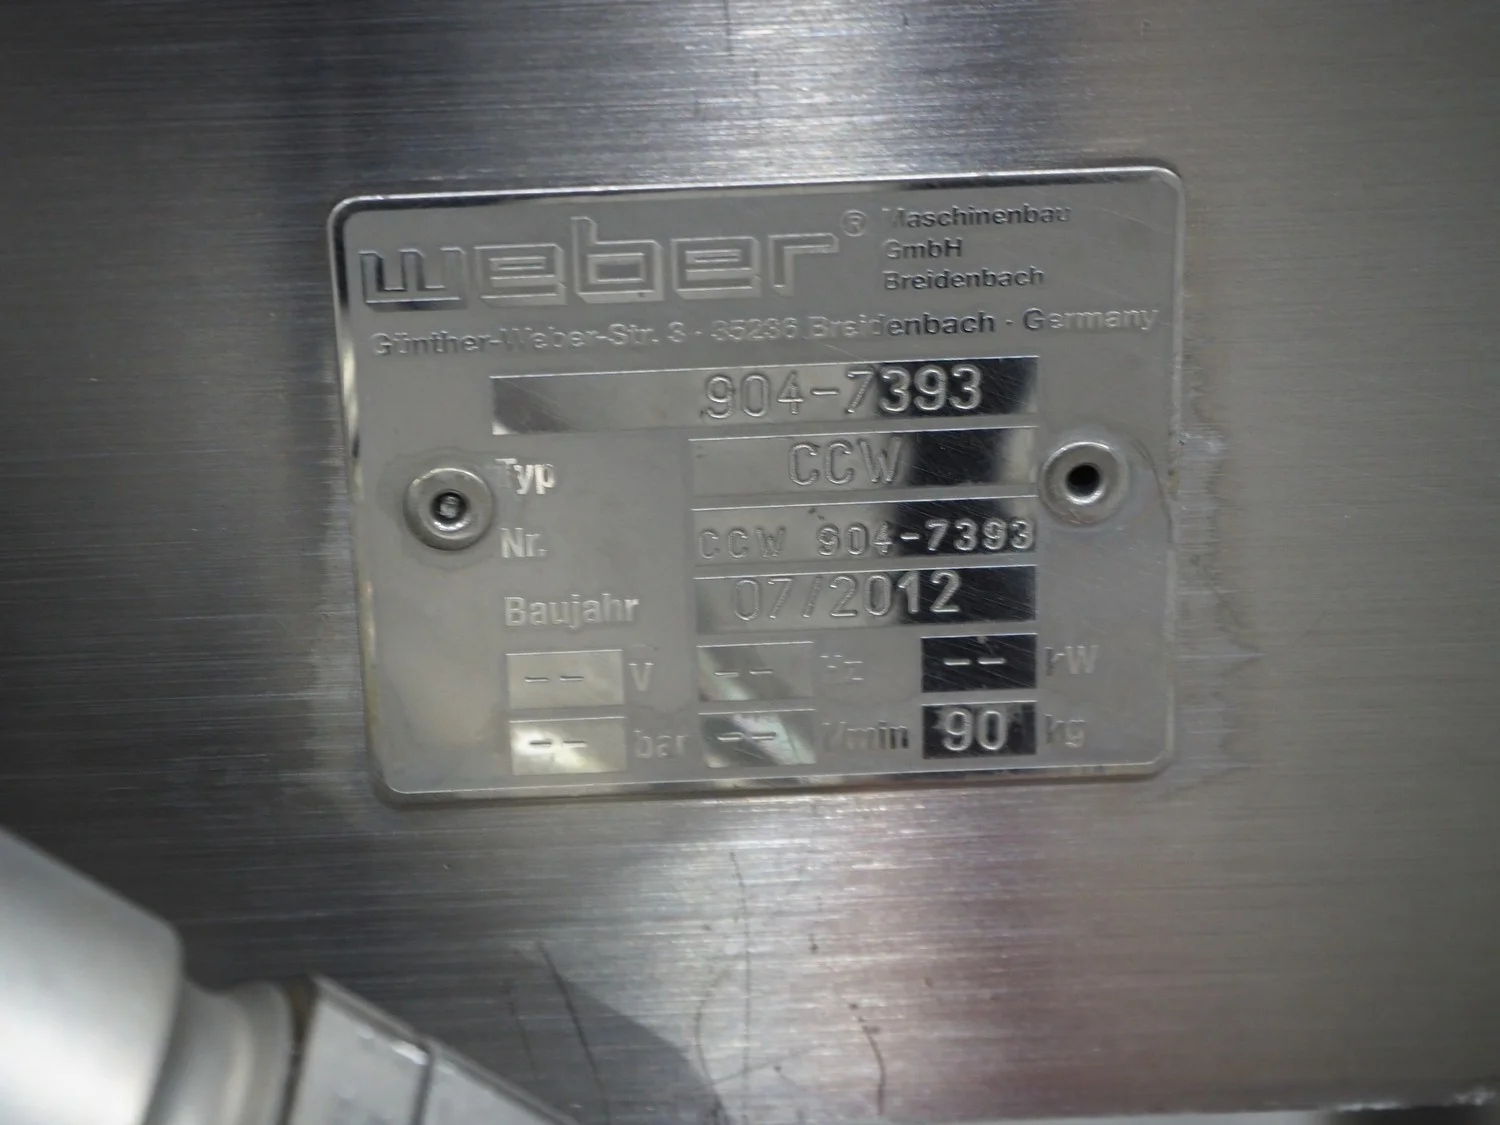 weber® Maschinenbau
GmbH
Breidenbach
Günther-Weber-Str. 3 · 35236 Breidenbach · Germany
904-7393
Typ CCW
Nr. CCW 904-7393
Baujahr 07/2012
-- V -- Hz -- kW
-- bar -- l/min 90 kg